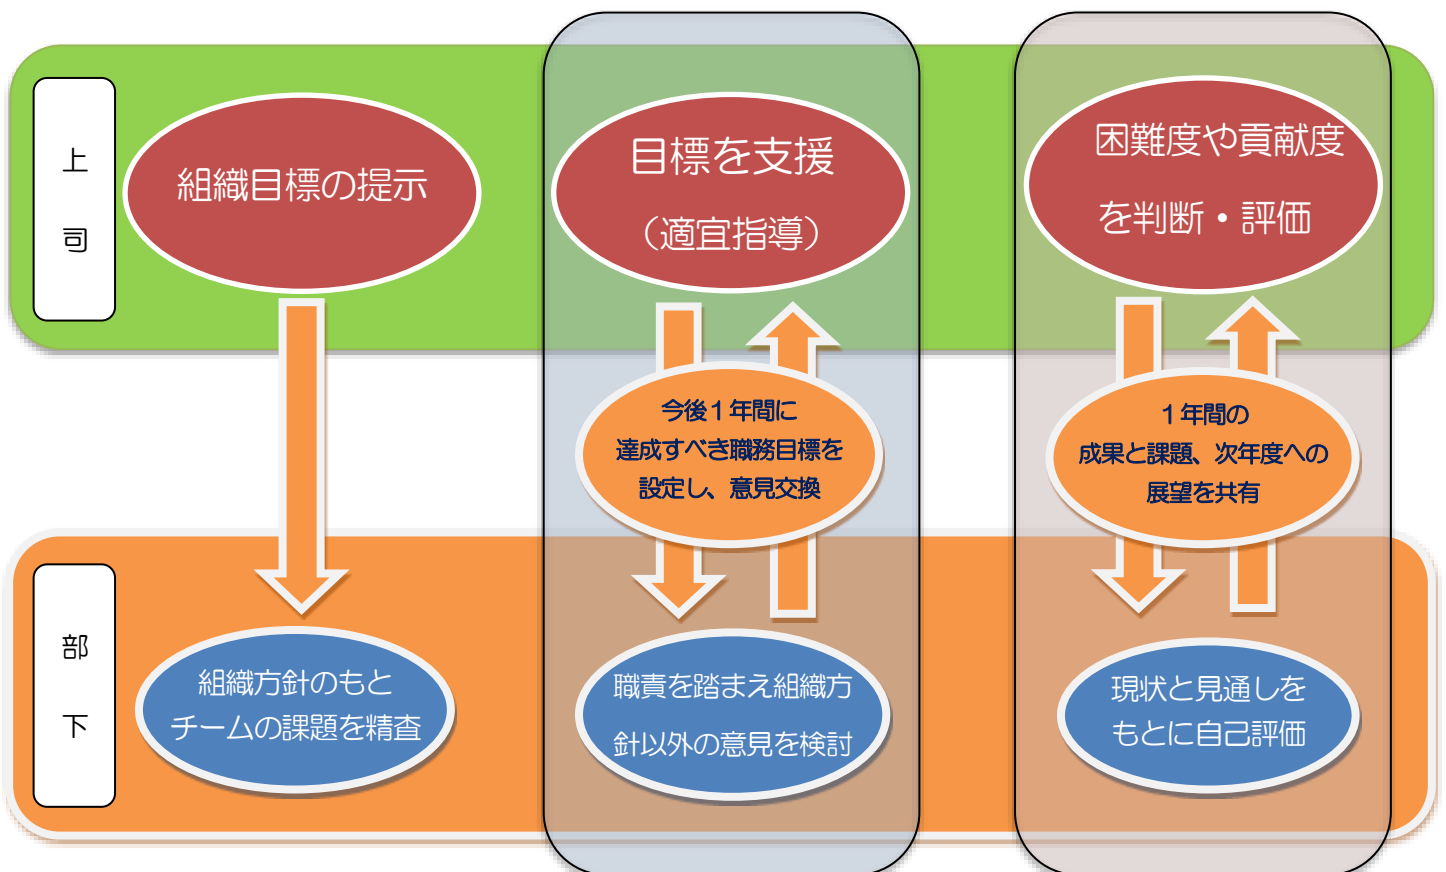 上
司
組織目標の提示
目標を支援
（適宜指導）
困難度や貢献度
を判断・評価
今後１年間に
達成すべき職務目標を
設定し、意見交換
１年間の
成果と課題、次年度への
展望を共有
部
下
組織方針のもと
チームの課題を精査
職責を踏まえ組織方
針以外の意見を検討
現状と見通しを
もとに自己評価